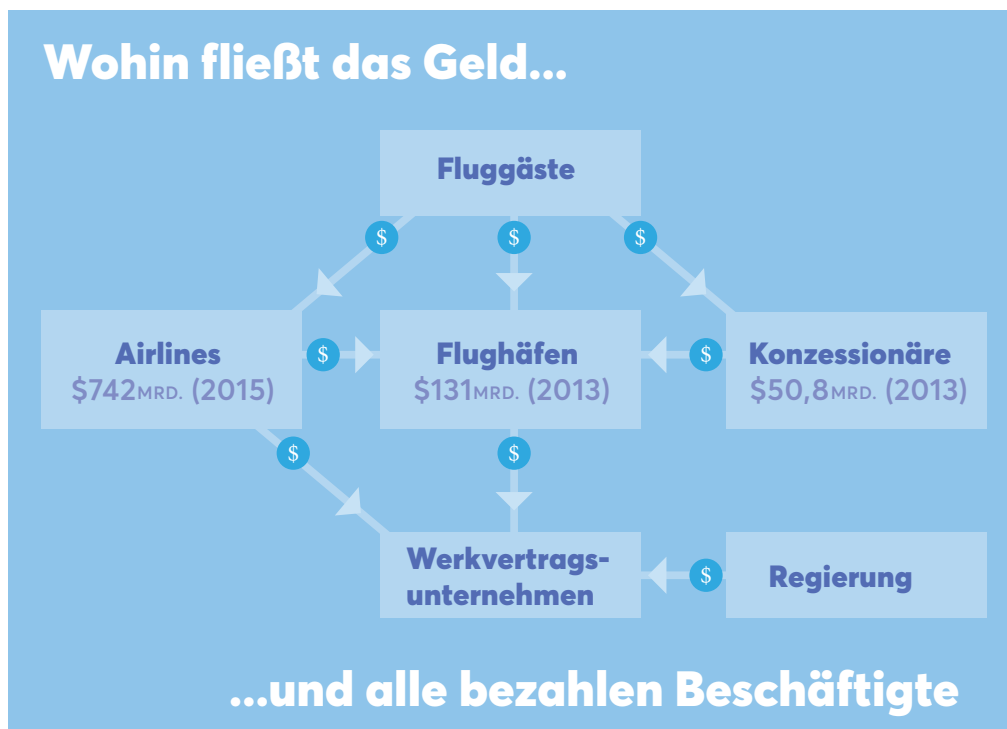 Wohin fließt das Geld...
Fluggäste
$ $ $
Airlines
$742MRD. (2015)
$
Flughäfen
$131MRD. (2013)
$
Konzessionäre
$50,8MRD. (2013)
$ $
Werkvertrags-
unternehmen
$
Regierung
...und alle bezahlen Beschäftigte